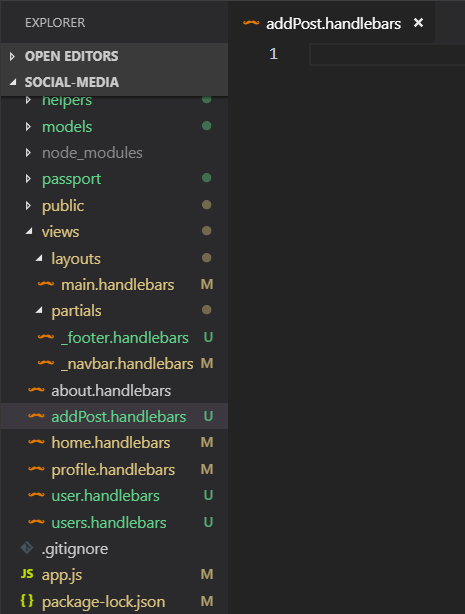 EXPLORER
addPost.handlebars ×
OPEN EDITORS
1
SOCIAL-MEDIA
helpers
models
node_modules
passport
public
views
layouts
main.handlebars M
partials
_footer.handlebars U
_navbar.handlebars M
about.handlebars
addPost.handlebars U
home.handlebars M
profile.handlebars M
user.handlebars U
users.handlebars U
.gitignore
JS app.js M
{ } package-lock.json M